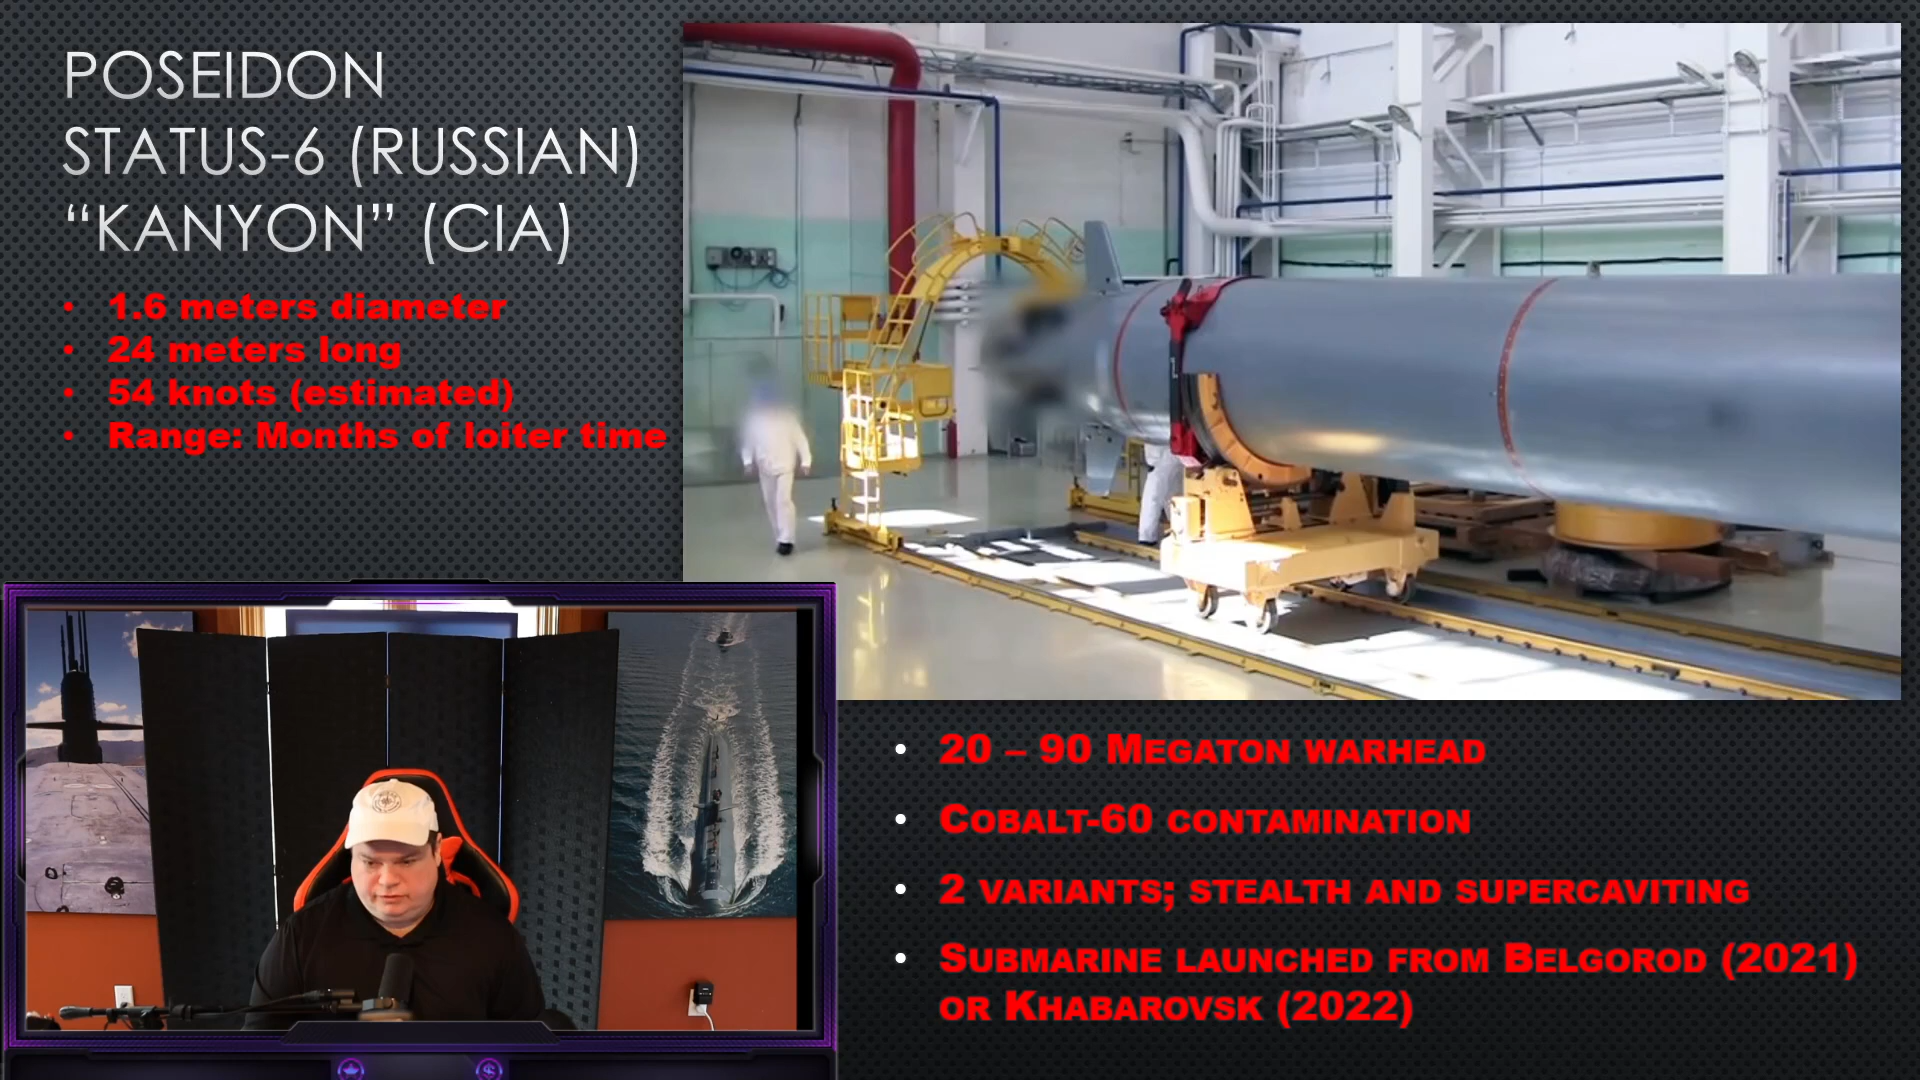 POSEIDON
STATUS-6 (RUSSIAN)
“KANYON” (CIA)
• 1.6 meters diameter
• 24 meters long
• 54 knots (estimated)
• Range: Months of loiter time
• 20 – 90 MEGATON WARHEAD
• COBALT-60 CONTAMINATION
• 2 VARIANTS; STEALTH AND SUPERCAVITING
• SUBMARINE LAUNCHED FROM BELGOROD (2021)
OR KHABAROVSK (2022)